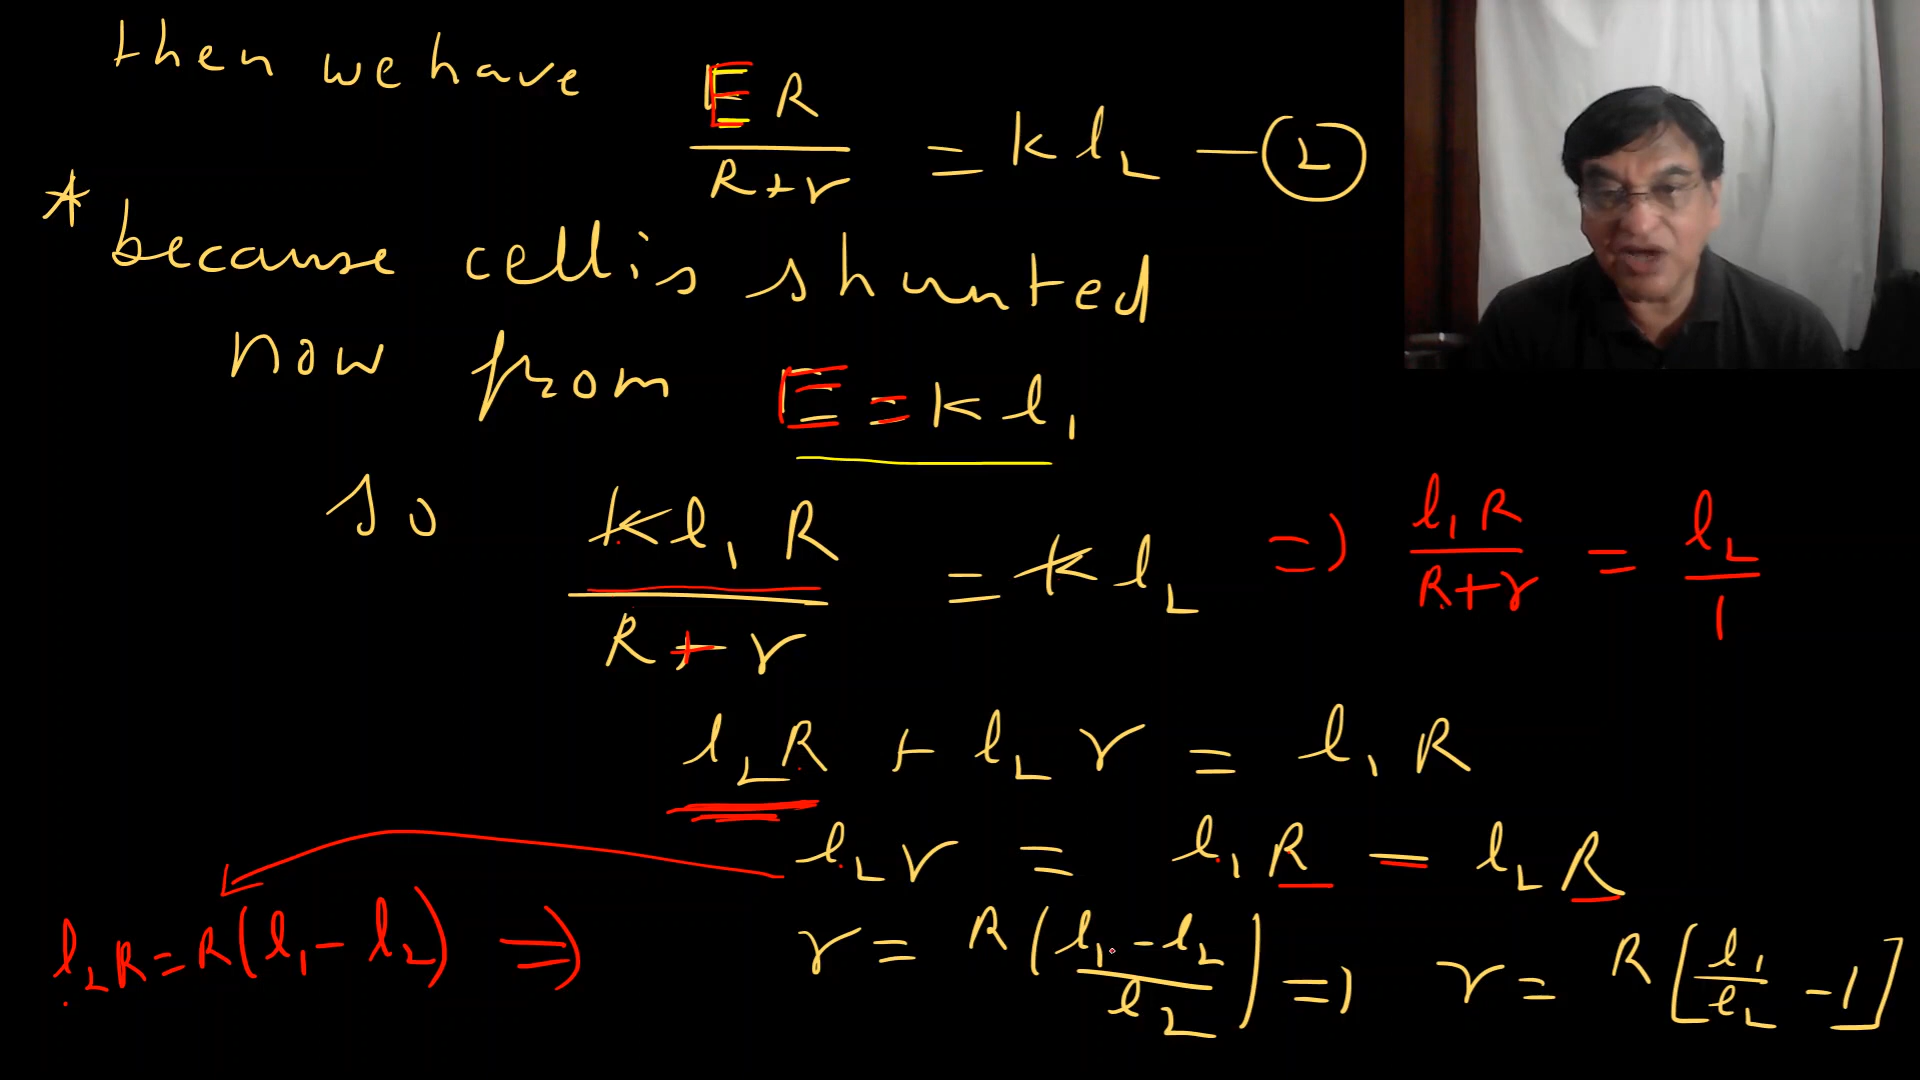 then we have ER/R+r = kl₂ — ②
* because cell is shunted
now from E = kl₁
so kl₁R/R+r = kl₂ ⇒ l₁R/R+r = l₂/1
l₂R + l₂r = l₁R
l₂r = l₁R - l₂R
l₂R = R(l₁ - l₂) ⇒ r = R(l₁ - l₂/l₂) ⇒ r = R[l₁/l₂ - 1]